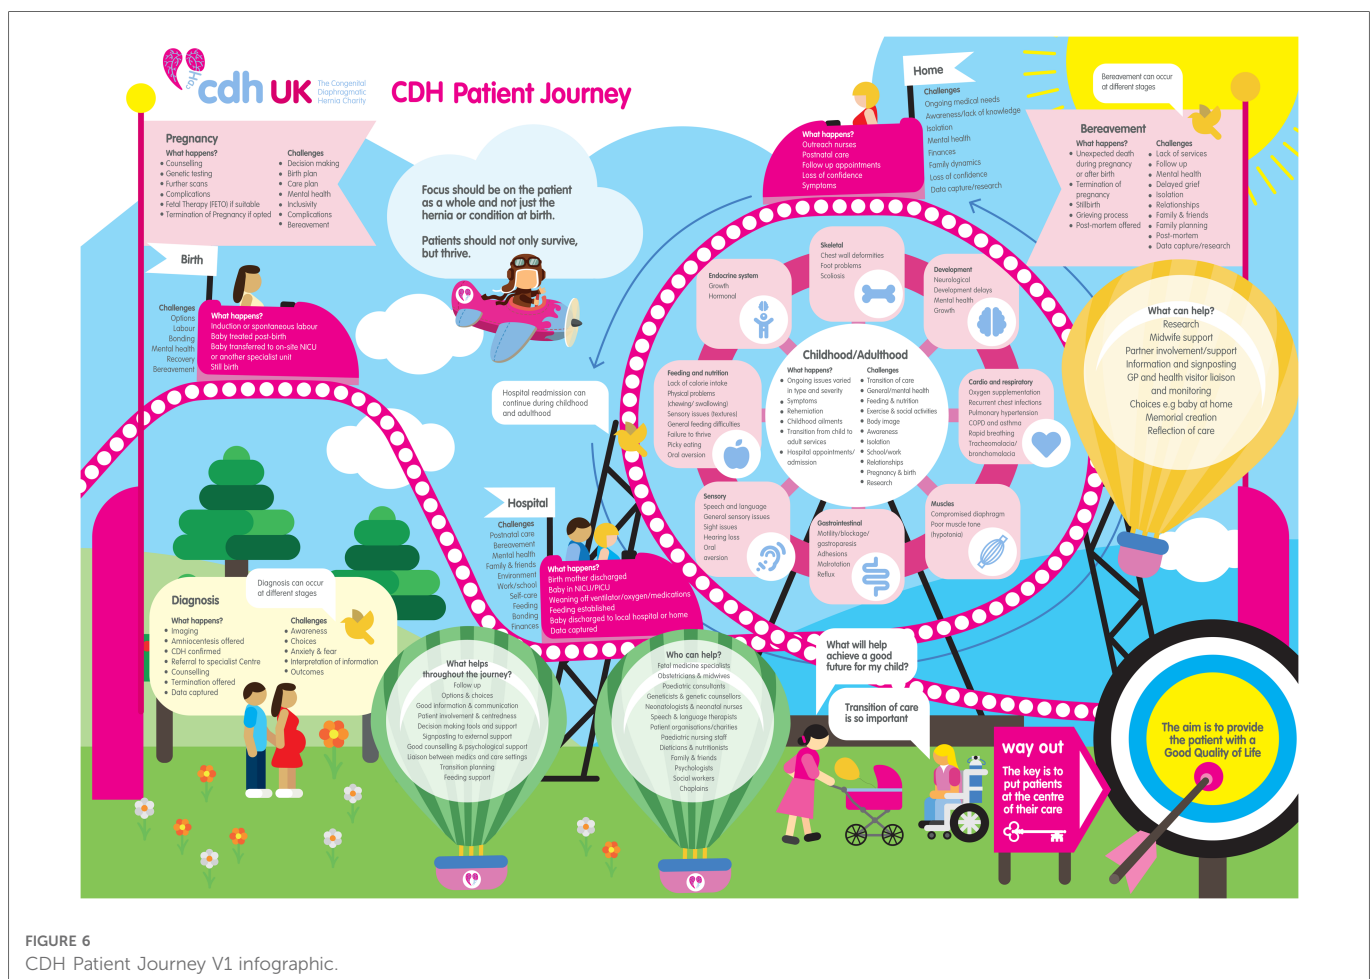 cdh UK
The Congenital
Diaphragmatic
Hernia Charity
CDH Patient Journey
Pregnancy
What happens?
• Counselling
• Genetic testing
• Further scans
• Complications
• Fetal Therapy (FETO) if suitable
• Termination of Pregnancy if opted
Challenges
• Decision making
• Birth plan
• Care plan
• Mental health
• Inclusivity
• Complications
• Bereavement
Focus should be on the patient
as a whole and not just the
hernia or condition at birth.
Patients should not only survive,
but thrive.
Home
Challenges
Ongoing medical needs
Awareness/lack of knowledge
Isolation
Mental health
Finances
Family dynamics
Loss of confidence
Data capture/research
What happens?
Outreach nurses
Postnatal care
Follow up appointments
Loss of confidence
Symptoms
Bereavement can occur
at different stages
Bereavement
What happens?
• Unexpected death
during pregnancy
or after birth
• Termination of
pregnancy
• Stillbirth
• Grieving process
• Post-mortem offered
Challenges
• Lack of services
• Follow up
• Mental health
• Delayed grief
• Isolation
• Relationships
• Family & friends
• Family planning
• Post-mortem
• Data capture/research
Birth
Challenges
Options
Labour
Bonding
Mental health
Recovery
Bereavement
What happens?
Induction or spontaneous labour
Baby treated post-birth
Baby transferred to on-site NICU
or another specialist unit
Still birth
Hospital readmission can
continue during childhood
and adulthood
Skeletal
Chest wall deformities
Foot problems
Scoliosis
Endocrine system
Growth
Hormonal
Development
Neurological
Development delays
Mental health
Growth
Feeding and nutrition
Lack of calorie intake
Physical problems
(chewing/ swallowing)
Sensory issues (textures)
General feeding difficulties
Failure to thrive
Picky eating
Oral aversion
Childhood/Adulthood
What happens?
• Ongoing issues varied
in type and severity
• Symptoms
• Reherniation
• Childhood ailments
• Transition from child to
adult services
• Hospital appointments/
admission
Challenges
• Transition of care
• General/mental health
• Feeding & nutrition
• Exercise & social activities
• Body image
• Awareness
• Isolation
• School/work
• Relationships
• Pregnancy & birth
• Research
Cardio and respiratory
Oxygen supplementation
Recurrent chest infections
Pulmonary hypertension
COPD and asthma
Rapid breathing
Tracheomalacia/
bronchomalacia
Sensory
Speech and language
General sensory issues
Sight issues
Hearing loss
Oral
aversion
Gastrointestinal
Motility/blockage/
gastroparesis
Adhesions
Malrotation
Reflux
Muscles
Compromised diaphragm
Poor muscle tone
(hypotonia)
What can help?
Research
Midwife support
Partner involvement/support
Information and signposting
GP and health visitor liaison
and monitoring
Choices e.g baby at home
Memorial creation
Reflection of care
Hospital
Challenges
Postnatal care
Bereavement
Mental health
Family & friends
Environment
Work/school
Self-care
Feeding
Bonding
Finances
What happens?
Birth mother discharged
Baby in NICU/PICU
Weaning off ventilator/oxygen/medications
Feeding established
Baby discharged to local hospital or home
Data captured
Diagnosis can occur
at different stages
Diagnosis
What happens?
• Imaging
• Amniocentesis offered
• CDH confirmed
• Referral to specialist Centre
• Counselling
• Termination offered
• Data captured
Challenges
• Awareness
• Choices
• Anxiety & fear
• Interpretation of information
• Outcomes
What helps
throughout the journey?
Follow up
Options & choices
Good information & communication
Patient involvement & centredness
Decision making tools and support
Signposting to external support
Good counselling & psychological support
Liaison between medics and care settings
Transition planning
Feeding support
Who can help?
Fetal medicine specialists
Obstetricians & midwives
Paediatric consultants
Geneticists & genetic counsellors
Neonatologists & neonatal nurses
Speech & language therapists
Patient organisations/charities
Paediatric nursing staff
Dieticians & nutritionists
Family & friends
Psychologists
Social workers
Chaplains
What will help
achieve a good
future for my child?
Transition of care
is so important
way out
The key is to
put patients
at the centre
of their care
The aim is to provide
the patient with a
Good Quality of Life
FIGURE 6
CDH Patient Journey V1 infographic.